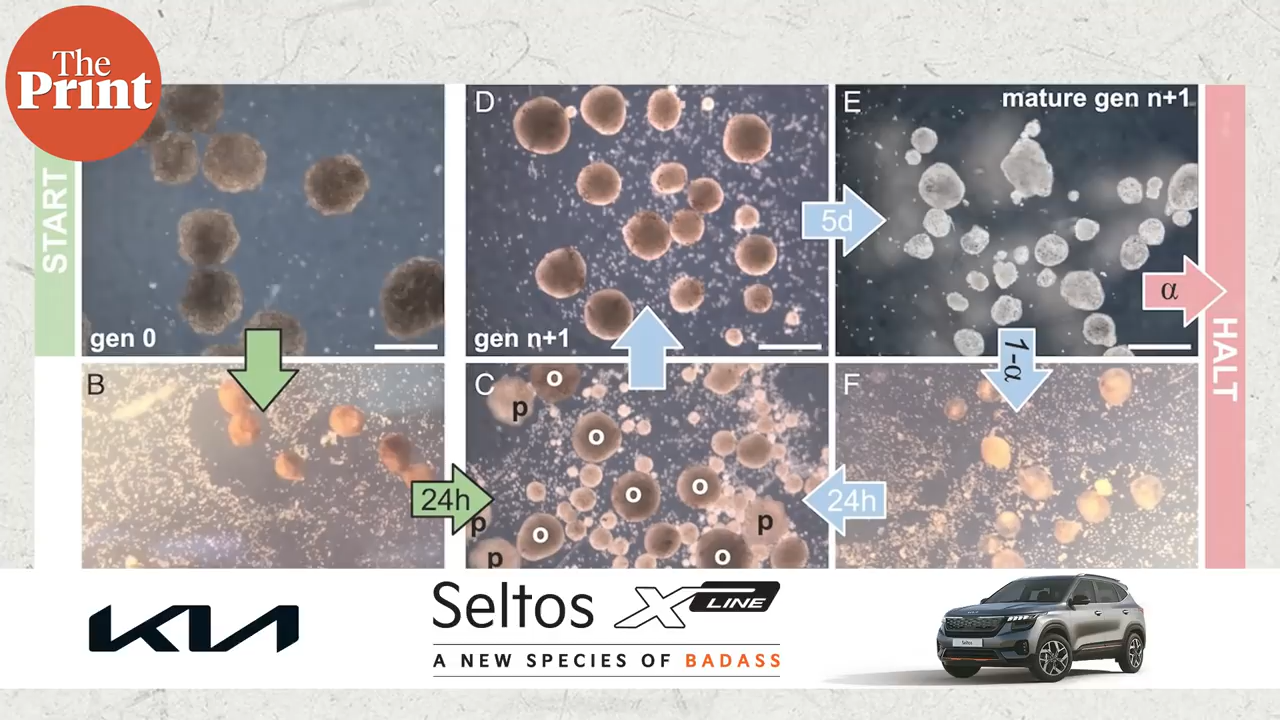 The
Print
START
gen 0
D
gen n+1
5d
E
mature gen n+1
α
HALT
B
24h
p
p
C
p
o
o
o
o
o
o
p
24h
1-α
F
KIA
Seltos X LINE
A NEW SPECIES OF BADASS
Seltos